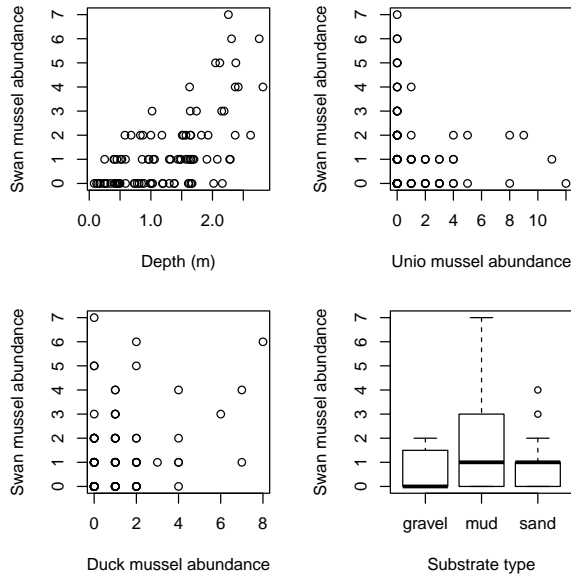 Swan mussel abundance
7
6
5
4
3
2
1
0
0.0 1.0 2.0
Depth (m)
Swan mussel abundance
7
6
5
4
3
2
1
0
0 2 4 6 8 10
Unio mussel abundance
Swan mussel abundance
7
6
5
4
3
2
1
0
0 2 4 6 8
Duck mussel abundance
Swan mussel abundance
7
6
5
4
3
2
1
0
gravel mud sand
Substrate type